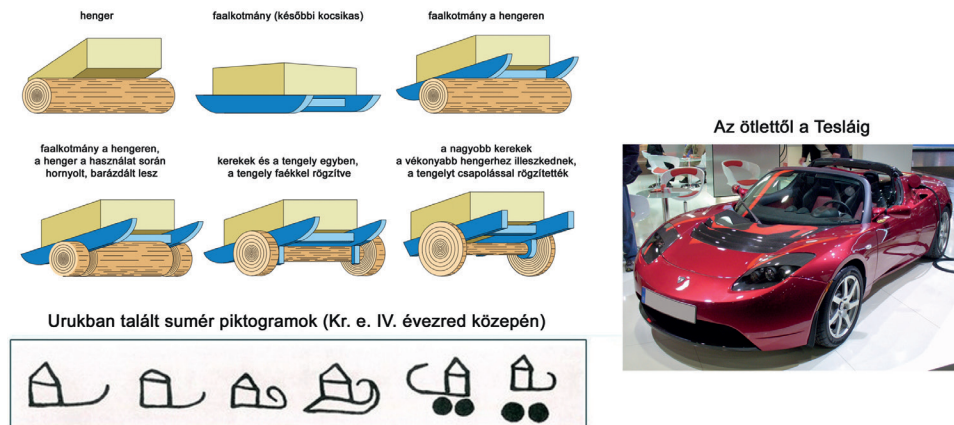 henger
faalkotmány (későbbi kocsikas)
faalkotmány a hengeren
faalkotmány a hengeren,
a henger a használat során
hornyolt, barázdált lesz
kerekek és a tengely egyben,
a tengely faékkel rögzítve
a nagyobb kerekek
a vékonyabb hengerhez illeszkednek,
a tengelyt csapolással rögzítették
Az ötlettől a Tesláig
Urukban talált sumér piktogramok (Kr. e. IV. évezred közepén)